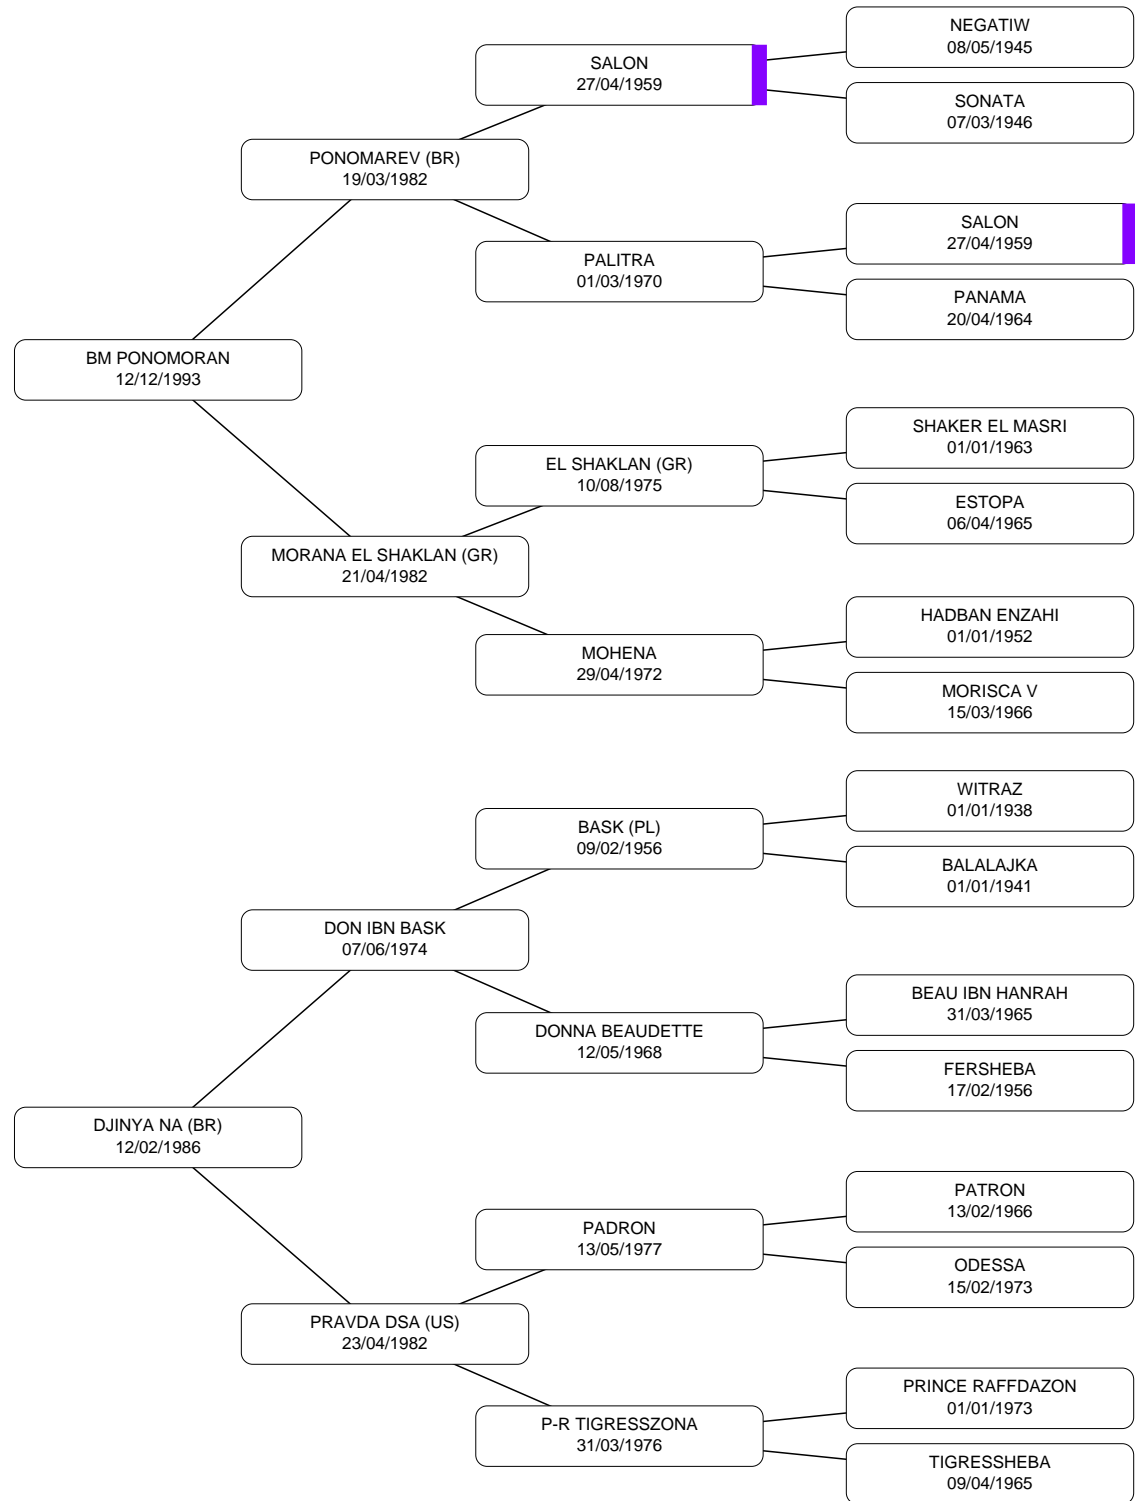 NEGATIW
08/05/1945
SALON
27/04/1959
SONATA
07/03/1946
PONOMAREV (BR)
19/03/1982
SALON
27/04/1959
PALITRA
01/03/1970
PANAMA
20/04/1964
BM PONOMORAN
12/12/1993
SHAKER EL MASRI
01/01/1963
EL SHAKLAN (GR)
10/08/1975
ESTOPA
06/04/1965
MORANA EL SHAKLAN (GR)
21/04/1982
HADBAN ENZAHI
01/01/1952
MOHENA
29/04/1972
MORISCA V
15/03/1966
WITRAZ
01/01/1938
BASK (PL)
09/02/1956
BALALAJKA
01/01/1941
DON IBN BASK
07/06/1974
BEAU IBN HANRAH
31/03/1965
DONNA BEAUDETTE
12/05/1968
FERSHEBA
17/02/1956
DJINYA NA (BR)
12/02/1986
PATRON
13/02/1966
PADRON
13/05/1977
ODESSA
15/02/1973
PRAVDA DSA (US)
23/04/1982
PRINCE RAFFDAZON
01/01/1973
P-R TIGRESSZONA
31/03/1976
TIGRESSHEBA
09/04/1965